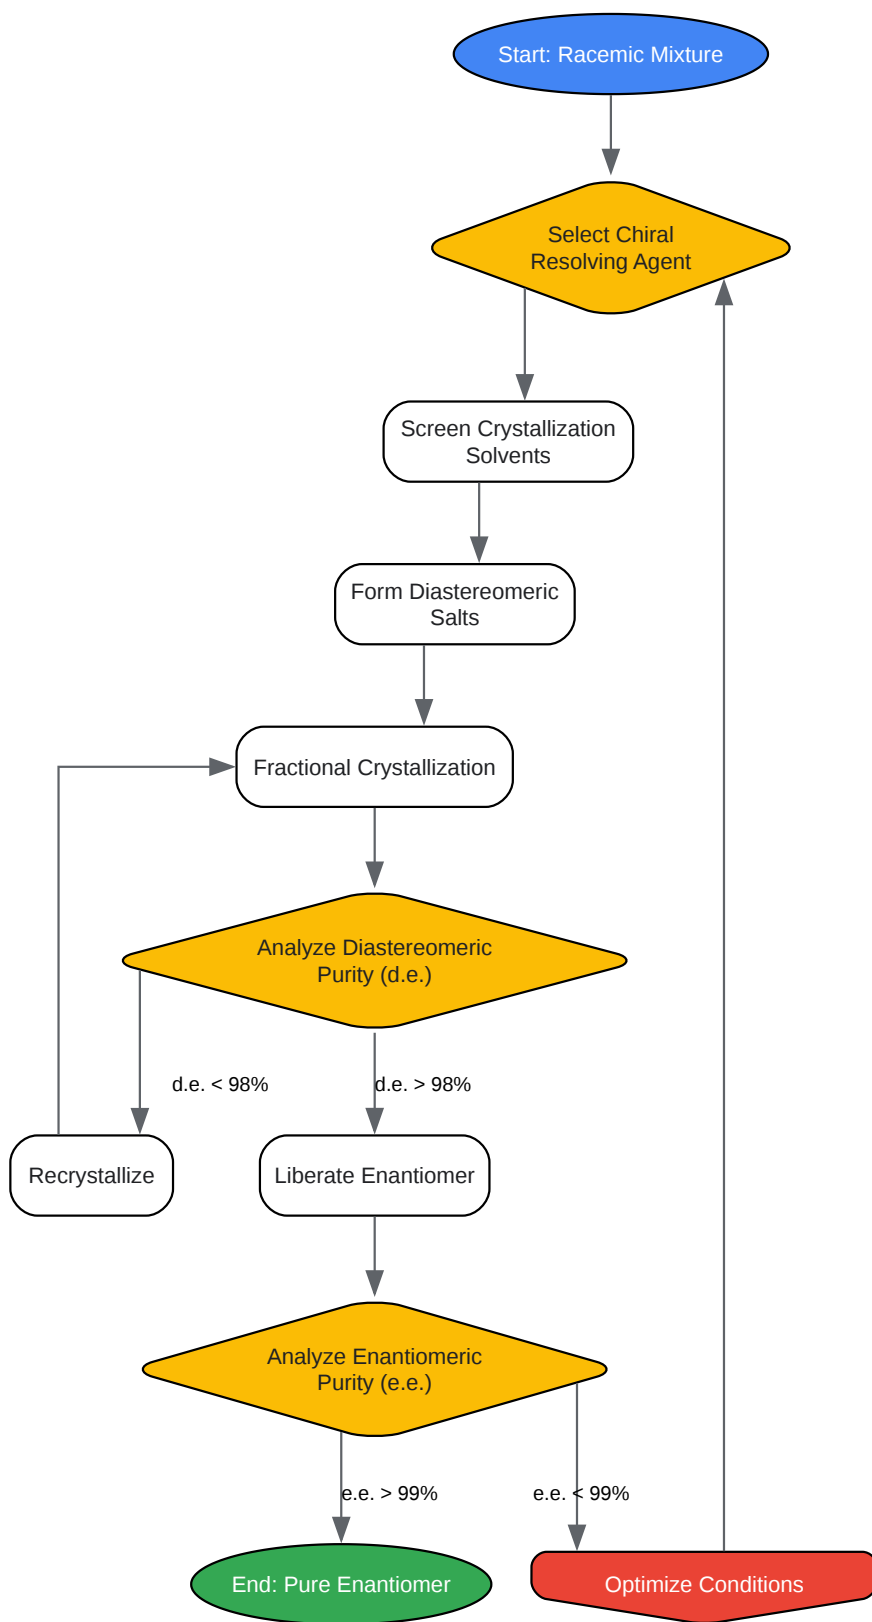 Start: Racemic Mixture
Select Chiral
Resolving Agent
Screen Crystallization
Solvents
Form Diastereomeric
Salts
Fractional Crystallization
Analyze Diastereomeric
Purity (d.e.)
d.e. < 98%
d.e. > 98%
Recrystallize
Liberate Enantiomer
Analyze Enantiomeric
Purity (e.e.)
e.e. > 99%
e.e. < 99%
End: Pure Enantiomer
Optimize Conditions